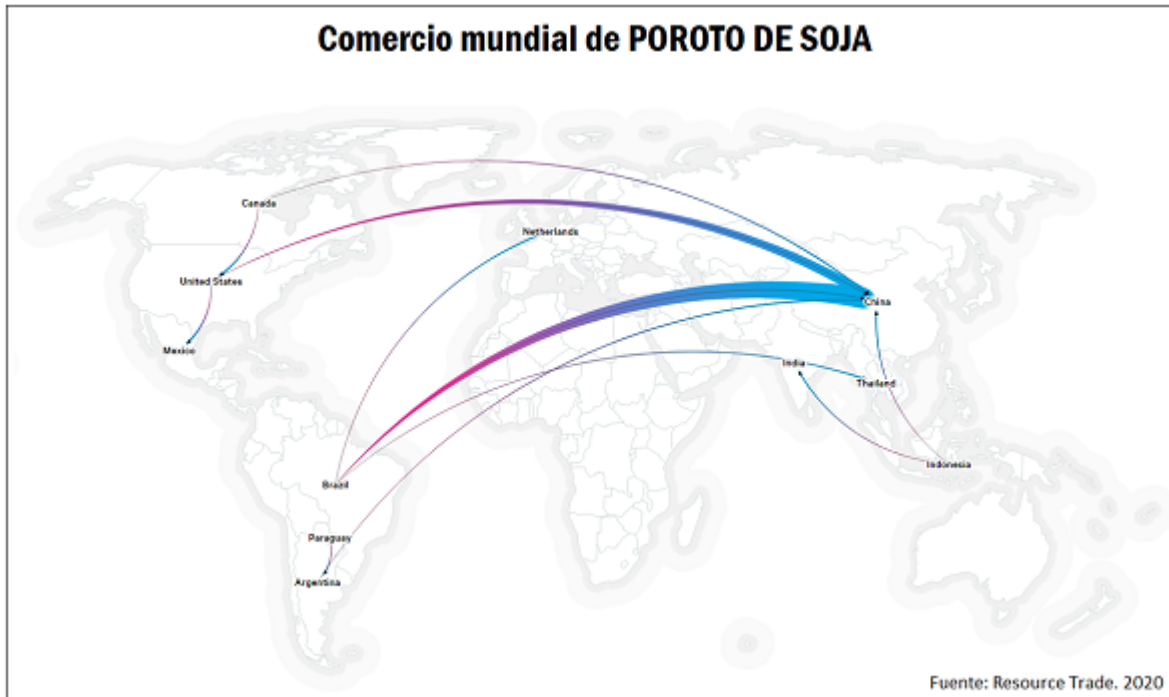 Comercio mundial de POROTO DE SOJA
Canada
Netherlands
United States
China
Mexico
India
Thailand
Indonesia
Brazil
Paraguay
Argentina
Fuente: Resource Trade. 2020